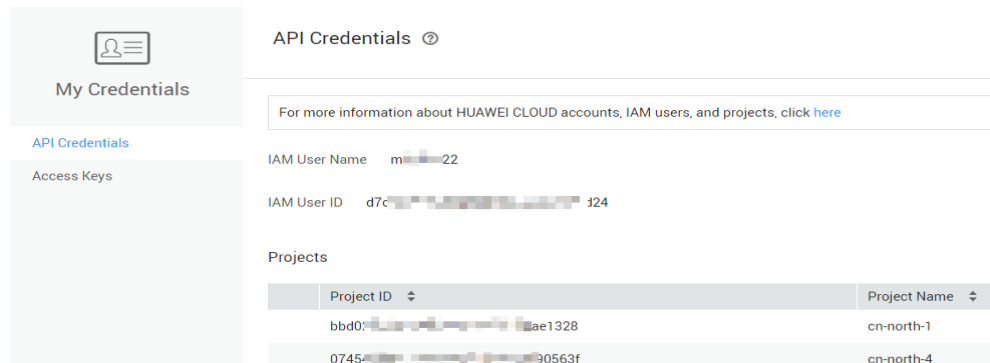 My Credentials
API Credentials
Access Keys
API Credentials
For more information about HUAWEI CLOUD accounts, IAM users, and projects, click here
IAM User Name
IAM User ID
Projects
Project ID Project Name
cn-north-1
cn-north-4